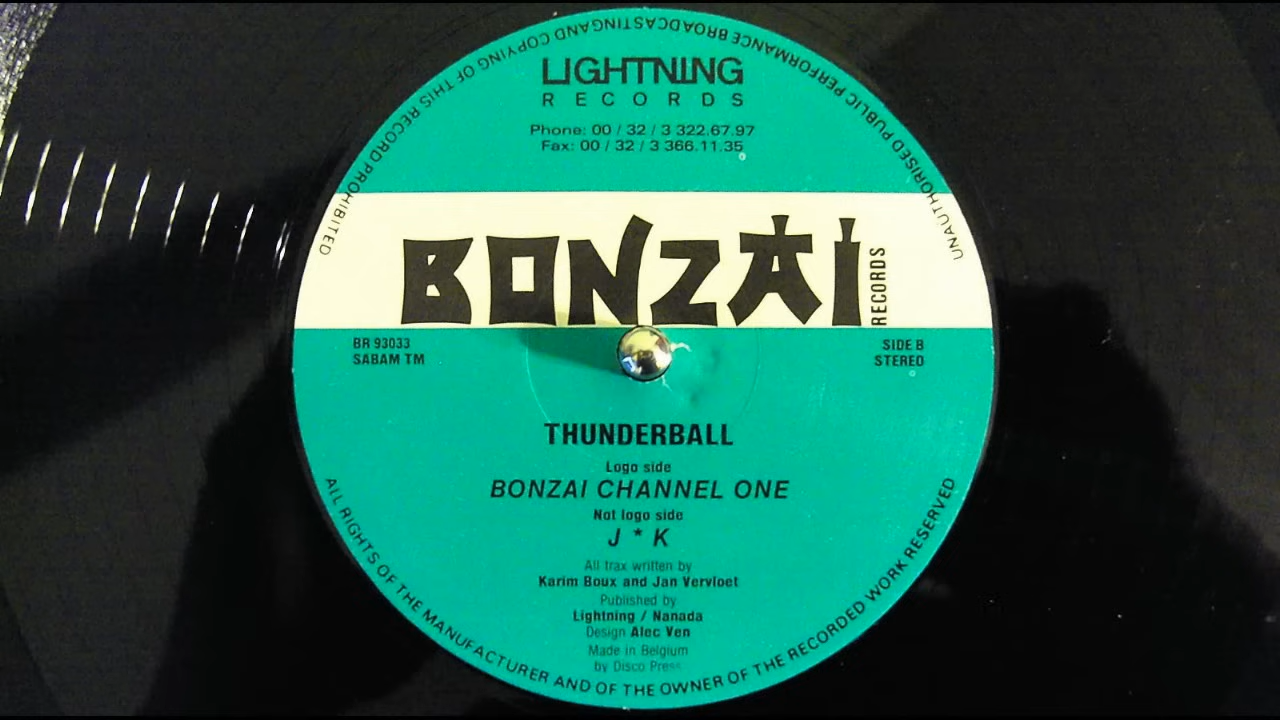 UNAUTHORISED PUBLIC PERFORMANCE BROADCASTING AND COPYING OF THIS RECORD PROHIBITED
LIGHTNING
RECORDS
Phone: 00 / 32 / 3 322.67.97
Fax: 00 / 32 / 3 366.11.35
BONZAI
RECORDS
BR 93033
SABAM TM
SIDE B
STEREO
THUNDERBALL
Logo side
BONZAI CHANNEL ONE
Not logo side
J * K
All trax written by
Karim Boux and Jan Vervloet
Published by
Lightning / Nanada
Design Alec Ven
Made in Belgium
by Disco Press
ALL RIGHTS OF THE MANUFACTURER AND OF THE OWNER OF THE RECORDED WORK RESERVED